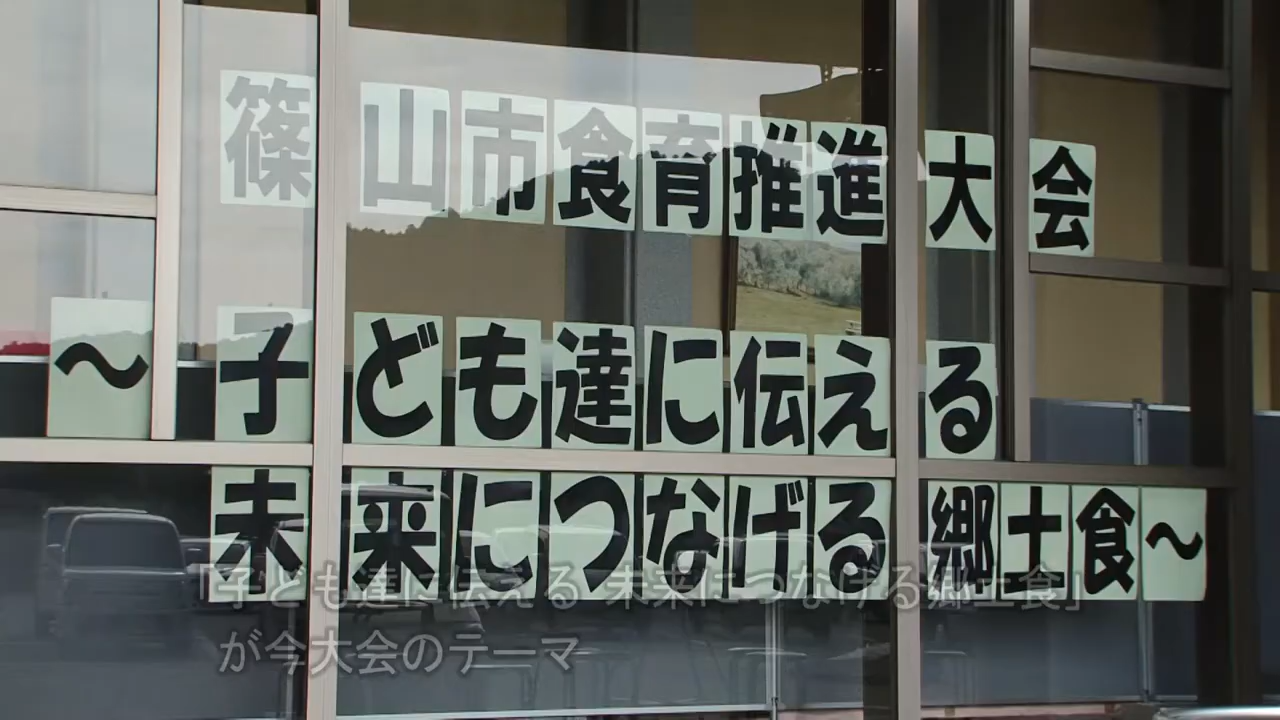 篠山市食育推進大会
～子ども達に伝える
未来につなげる郷土食～
「子ども達に伝える 未来につなげる郷土食」
が今大会のテーマ